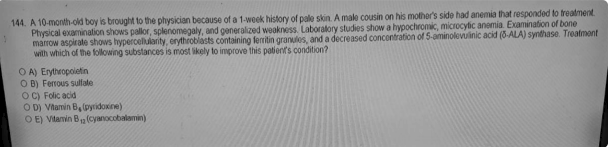 144. A 10-month-old boy is brought to the physician because of a 1-week history of pale skin. A male cousin on his mother's side had anemia that responded to treatment.
Physical examination shows pallor, splenomegaly, and generalized weakness. Laboratory studies show a hypochromic, microcytic anemia. Examination of bone
marrow aspirate shows hypercellularity, erythroblasts containing ferritin granules, and a decreased concentration of 5-aminolevulinic acid (δ-ALA) synthase. Treatment
with which of the following substances is most likely to improve this patient's condition?
A) Erythropoietin
B) Ferrous sulfate
C) Folic acid
D) Vitamin B₆ (pyridoxine)
E) Vitamin B₁₂ (cyanocobalamin)